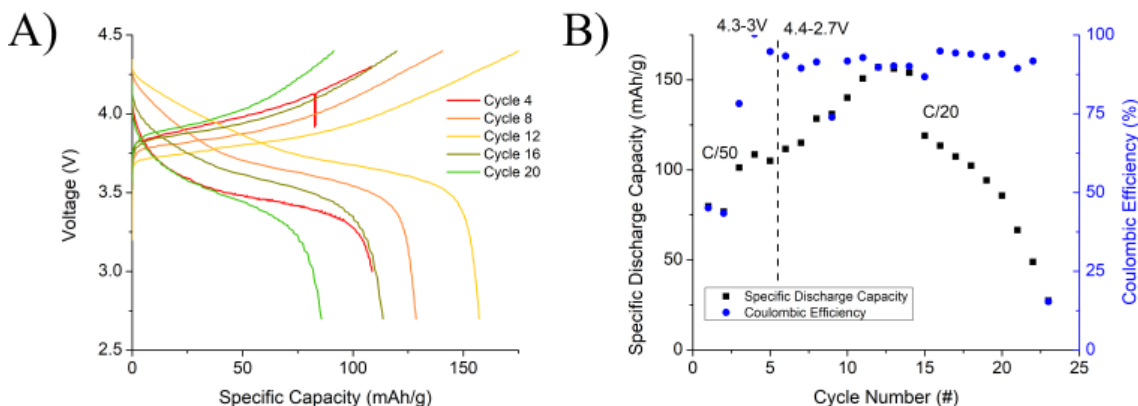 A)
4.5
4.0
3.5
3.0
2.5
Voltage (V)
0
50
100
150
Specific Capacity (mAh/g)
Cycle 4
Cycle 8
Cycle 12
Cycle 16
Cycle 20
B)
4.3-3V
4.4-2.7V
150
100
50
0
Specific Discharge Capacity (mAh/g)
C/50
C/20
Specific Discharge Capacity
Coulombic Efficiency
0
5
10
15
20
25
Cycle Number (#)
100
75
50
25
0
Coulombic Efficiency (%)